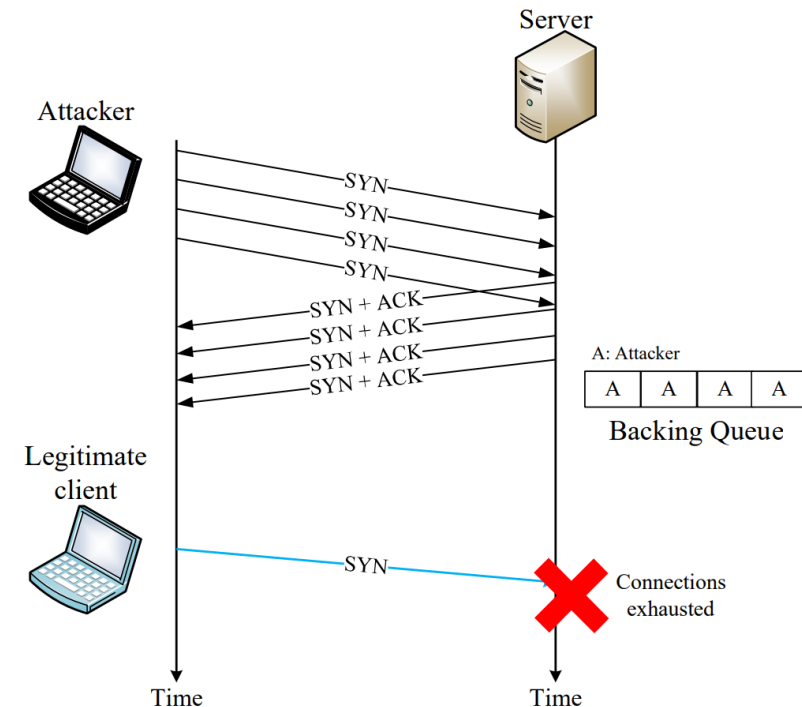 Server
Attacker
SYN
SYN
SYN
SYN
SYN + ACK
SYN + ACK
SYN + ACK
SYN + ACK
A: Attacker
A A A A
Backing Queue
Legitimate
client
SYN
Connections
exhausted
Time
Time